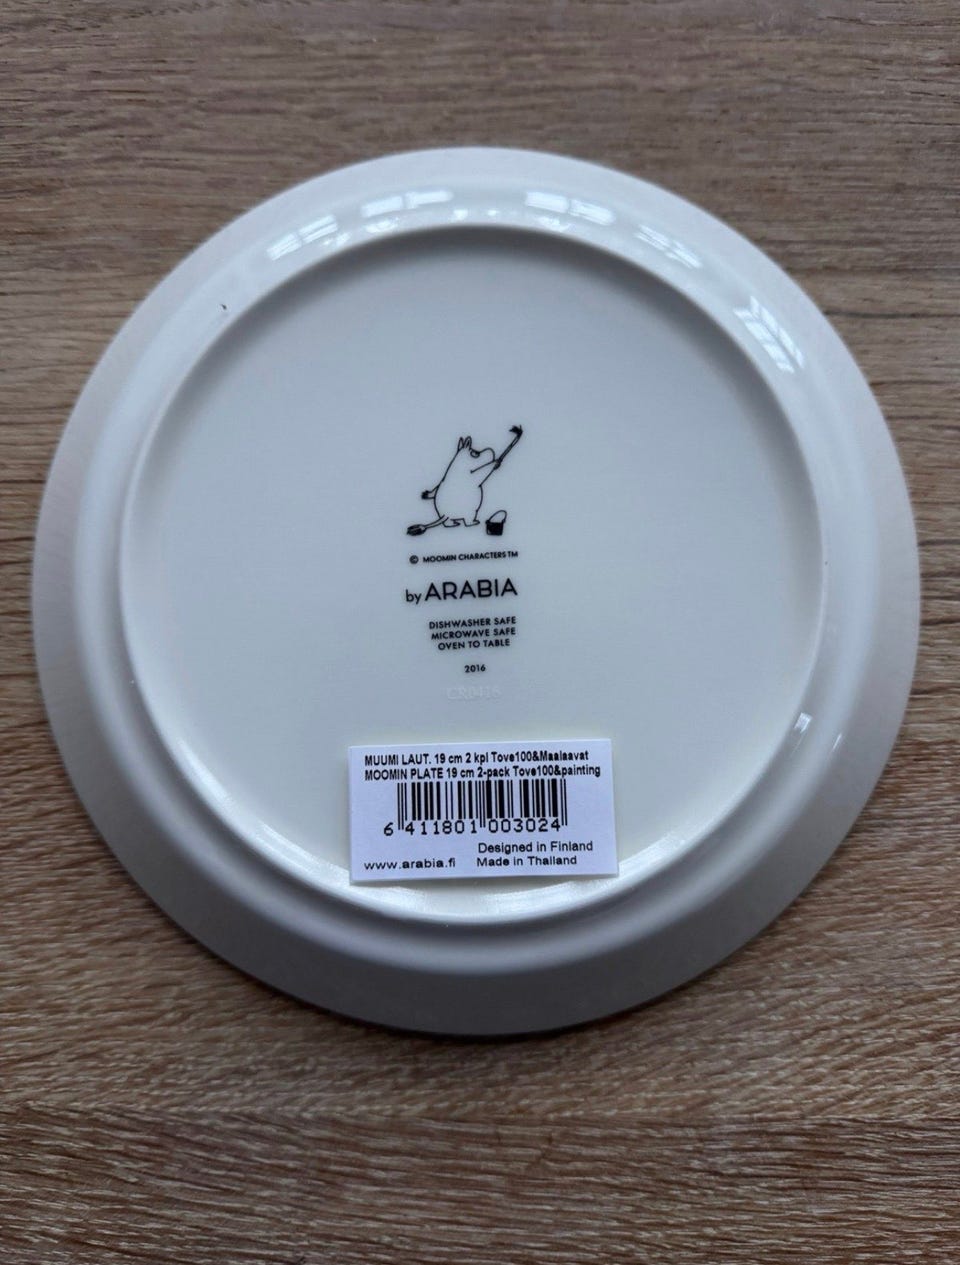 © MOOMIN CHARACTERS™
by ARABIA
DISHWASHER SAFE
MICROWAVE SAFE
OVEN TO TABLE
2016
CR0416
MUUMI LAUT. 19 cm 2 kpl Tove100&Maalaavat
MOOMIN PLATE 19 cm 2-pack Tove100&painting
6 411801 003024
Designed in Finland
www.arabia.fi Made in Thailand